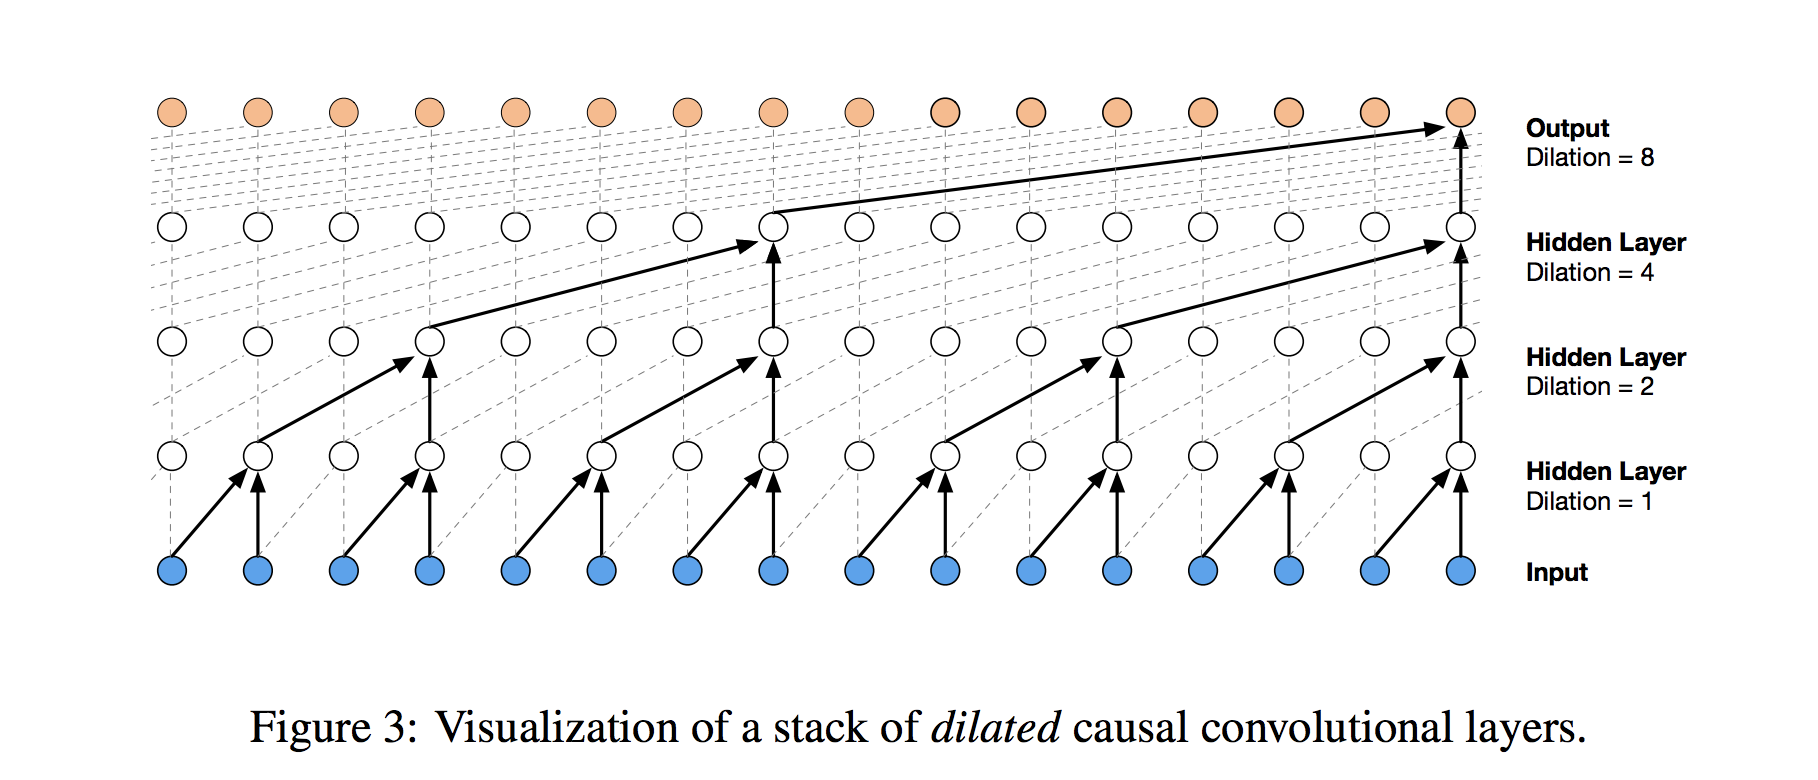 Output
Dilation = 8
Hidden Layer
Dilation = 4
Hidden Layer
Dilation = 2
Hidden Layer
Dilation = 1
Input
Figure 3: Visualization of a stack of dilated causal convolutional layers.